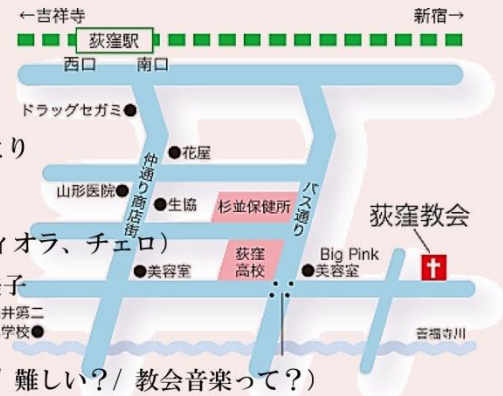 ←吉祥寺 新宿→
荻窪駅
西口 南口
ドラッグセガミ
より
花屋
仲通り商店街
バス通り
山形医院
生協
杉並保健所
荻窪教会
ィオラ、チェロ)
荻窪
高校
Big Pink
美容室
美容室
子
井第二
学校
善福寺川
難しい?/ 教会音楽って?)